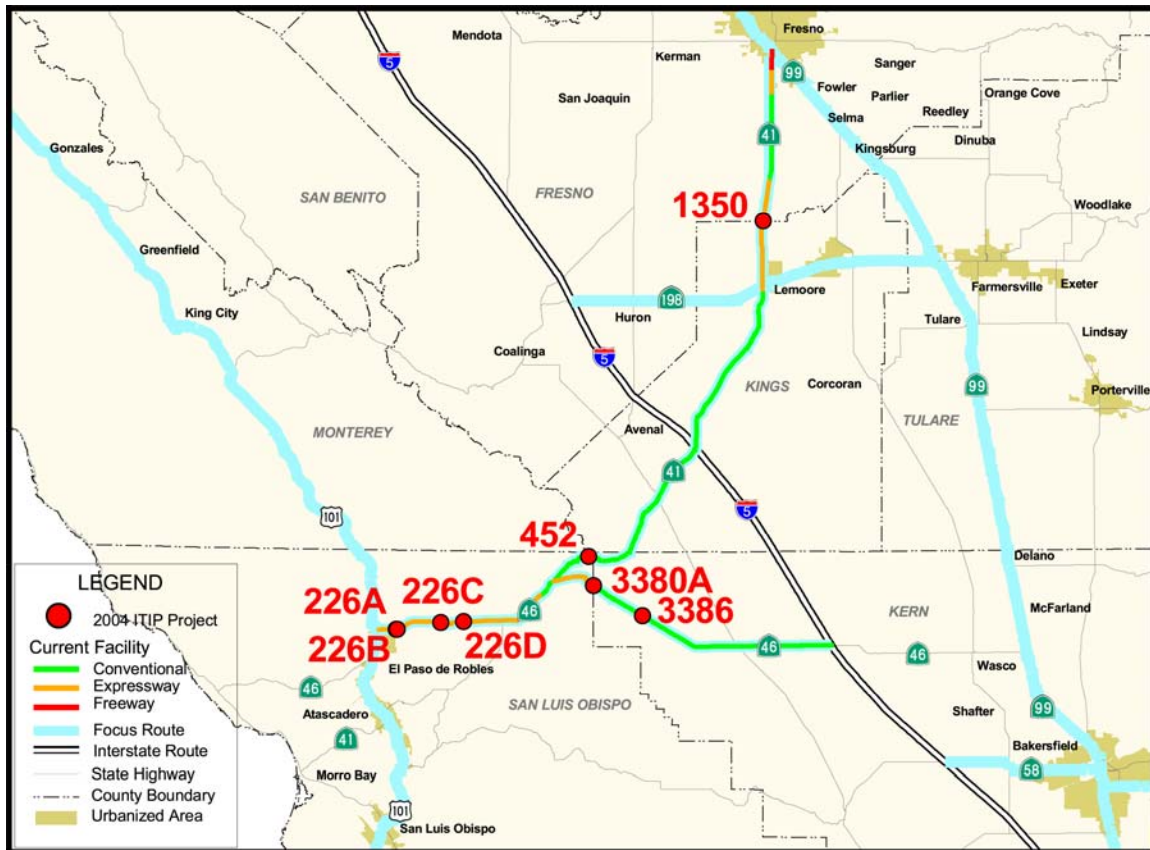 Mendota
Fresno
Kerman
5
99
Sanger
Fowler
Parlier
Orange Cove
San Joaquin
Reedley
Selma
41
Dinuba
Gonzales
Kingsburg
SAN BENITO
FRESNO
1350
Woodlake
Greenfield
Lemoore
Farmersville
Exeter
198
King City
Huron
Tulare
Lindsay
Coalinga
5
KINGS
Corcoran
99
Porterville
TULARE
Avenal
MONTEREY
41
5
101
452
Delano
LEGEND
2004 ITIP Project
Current Facility
Conventional
Expressway
Freeway
Focus Route
Interstate Route
State Highway
County Boundary
Urbanized Area
226A
226C
3380A
3386
KERN
McFarland
46
226B
226D
46
46
Wasco
El Paso de Robles
46
SAN LUIS OBISPO
Shafter
99
Atascadero
41
Bakersfield
58
Morro Bay
101
San Luis Obispo